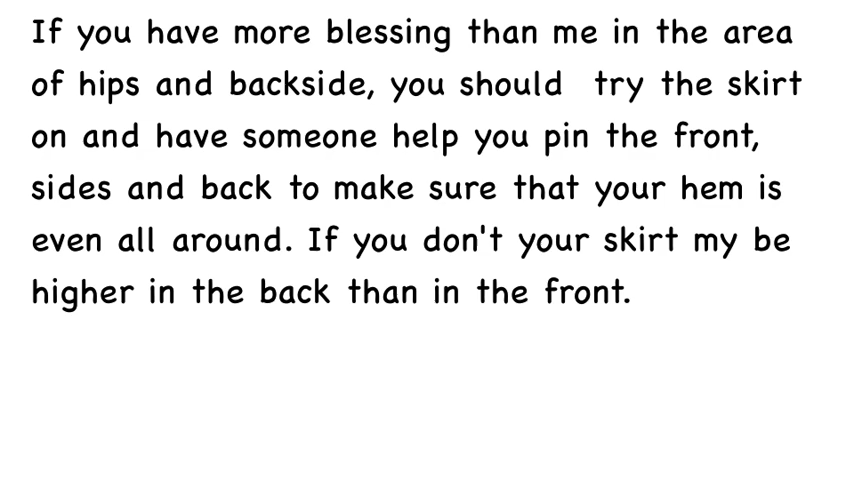 If you have more blessing than me in the area
of hips and backside, you should  try the skirt
on and have someone help you pin the front,
sides and back to make sure that your hem is
even all around. If you don't your skirt my be
higher in the back than in the front.